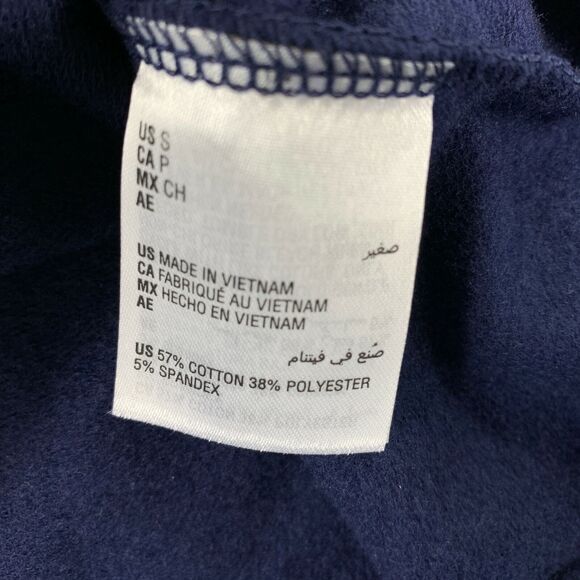 US S
CA P
MX CH
AE
صغير
US MADE IN VIETNAM
CA FABRIQUÉ AU VIETNAM
MX HECHO EN VIETNAM
AE
صُنع في فيتنام
US 57% COTTON 38% POLYESTER
5% SPANDEX